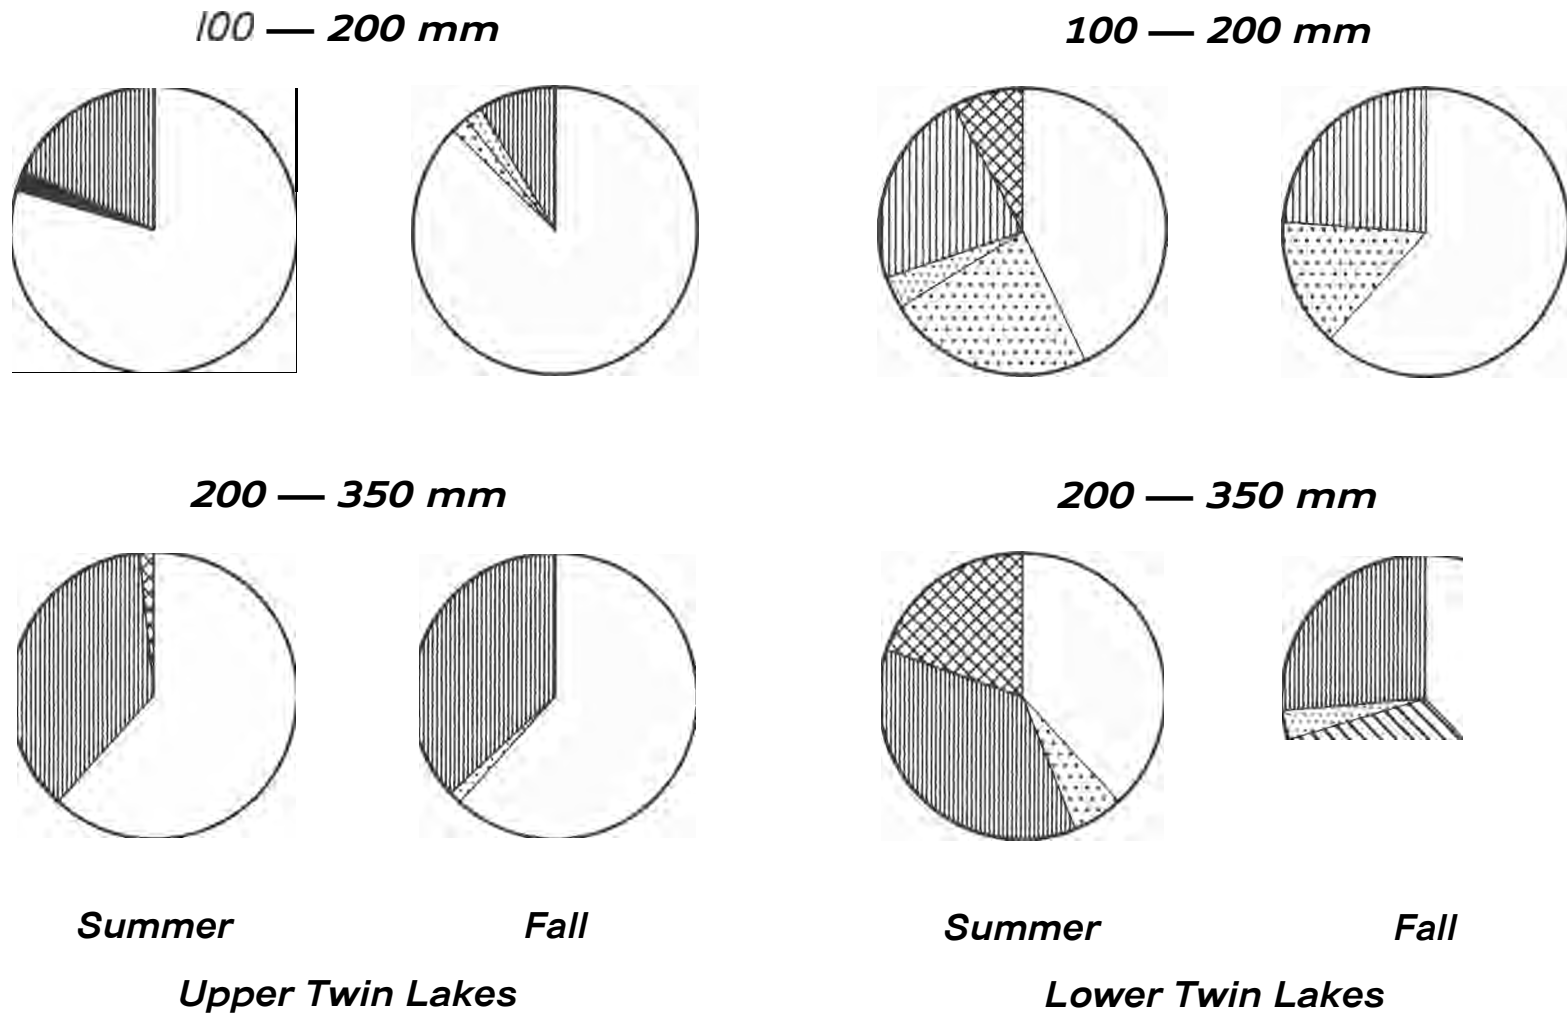 100 — 200 mm
100 — 200 mm
200 — 350 mm
200 — 350 mm
Summer
Fall
Summer
Fall
Upper Twin Lakes
Lower Twin Lakes